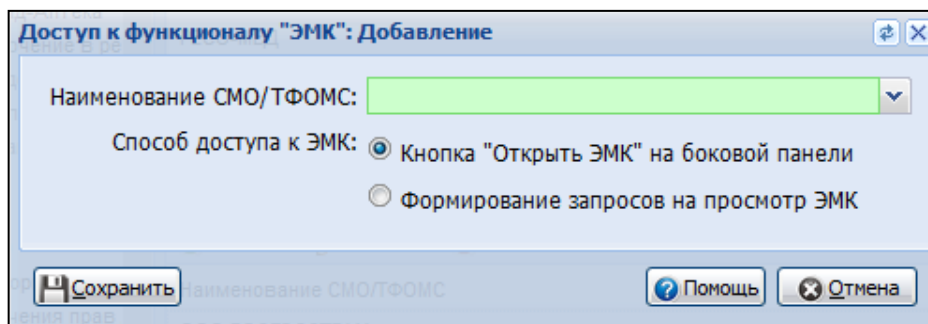 Доступ к функционалу "ЭМК": Добавление
Наименование СМО/ТФОМС:
Способ доступа к ЭМК:
Кнопка "Открыть ЭМК" на боковой панели
Формирование запросов на просмотр ЭМК
Сохранить
Наименование СМО/ТФОМС
Помощь
Отмена